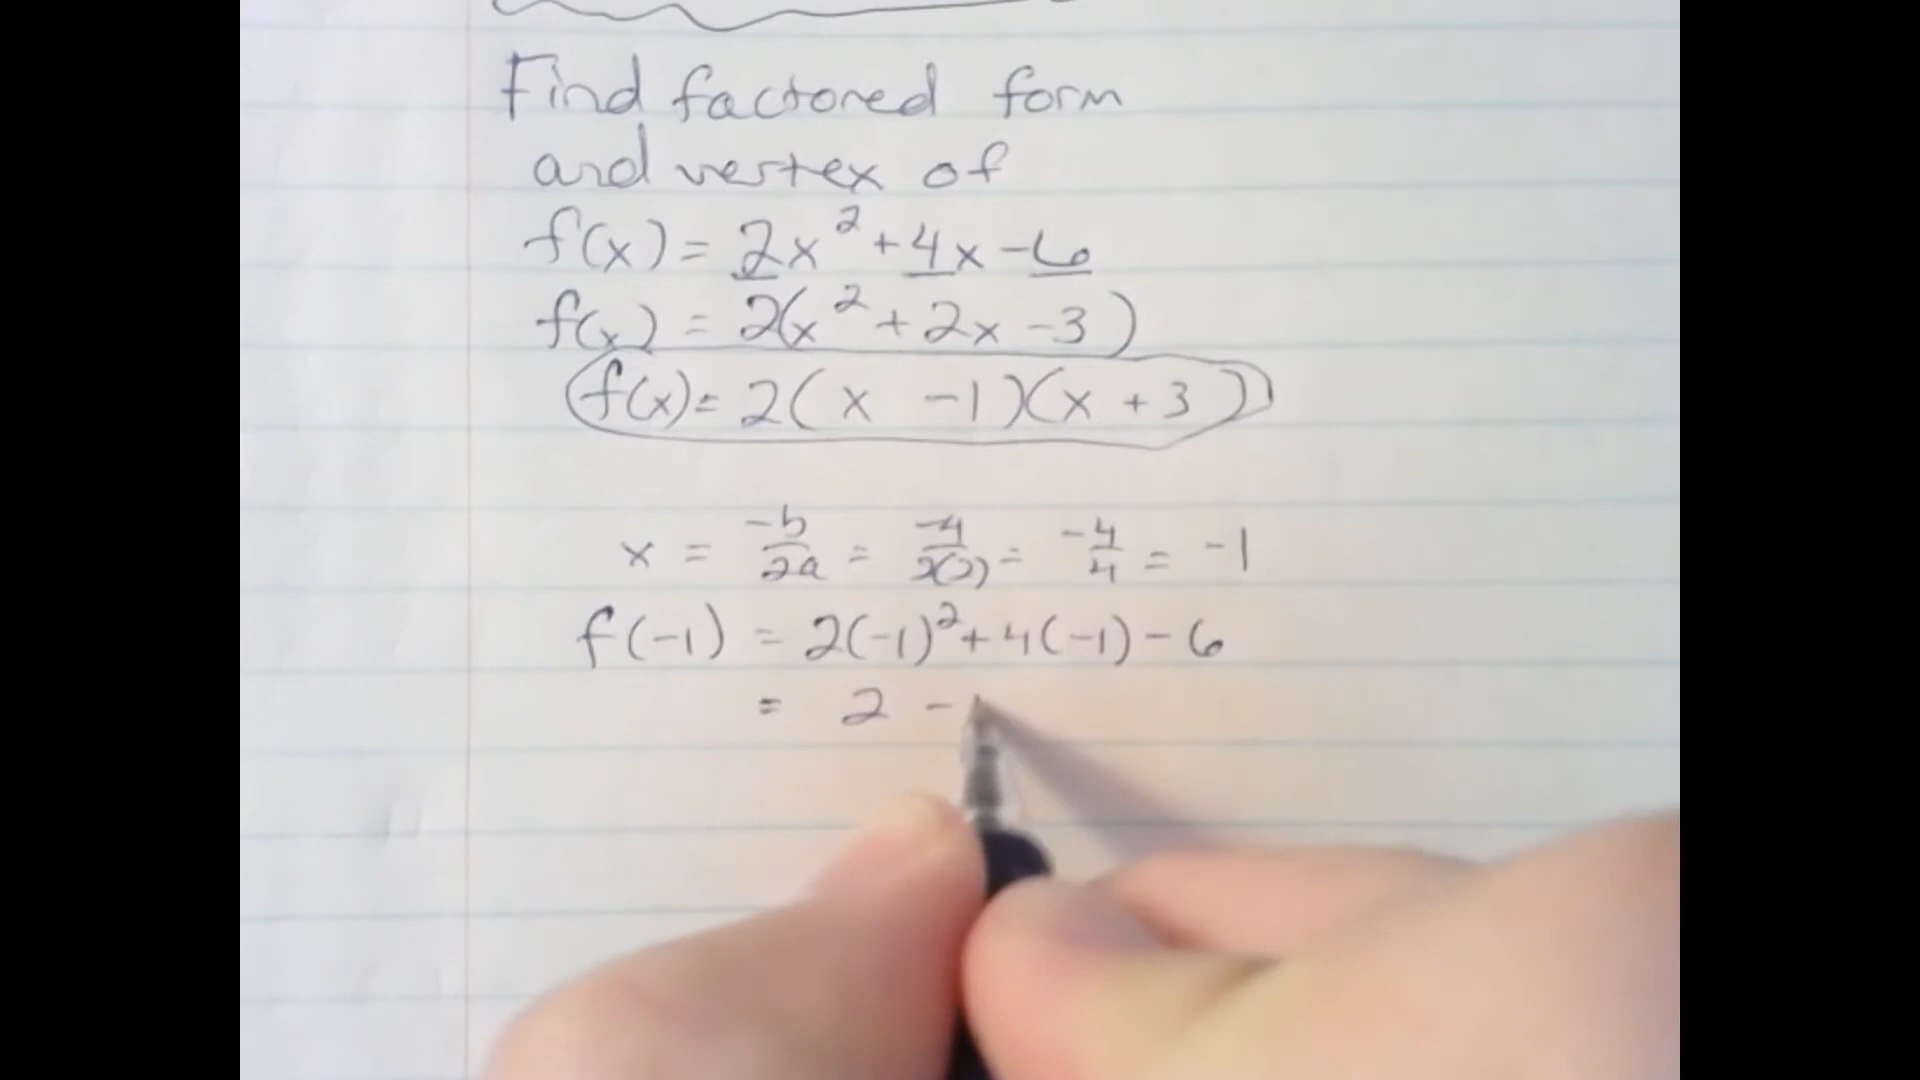 Find factored form
and vertex of
f(x) = 2x² + 4x - 6
f(x) = 2(x² + 2x - 3)
f(x) = 2(x - 1)(x + 3)
x = -b/2a = -4/2(2) = -4/4 = -1
f(-1) = 2(-1)² + 4(-1) - 6
= 2 -